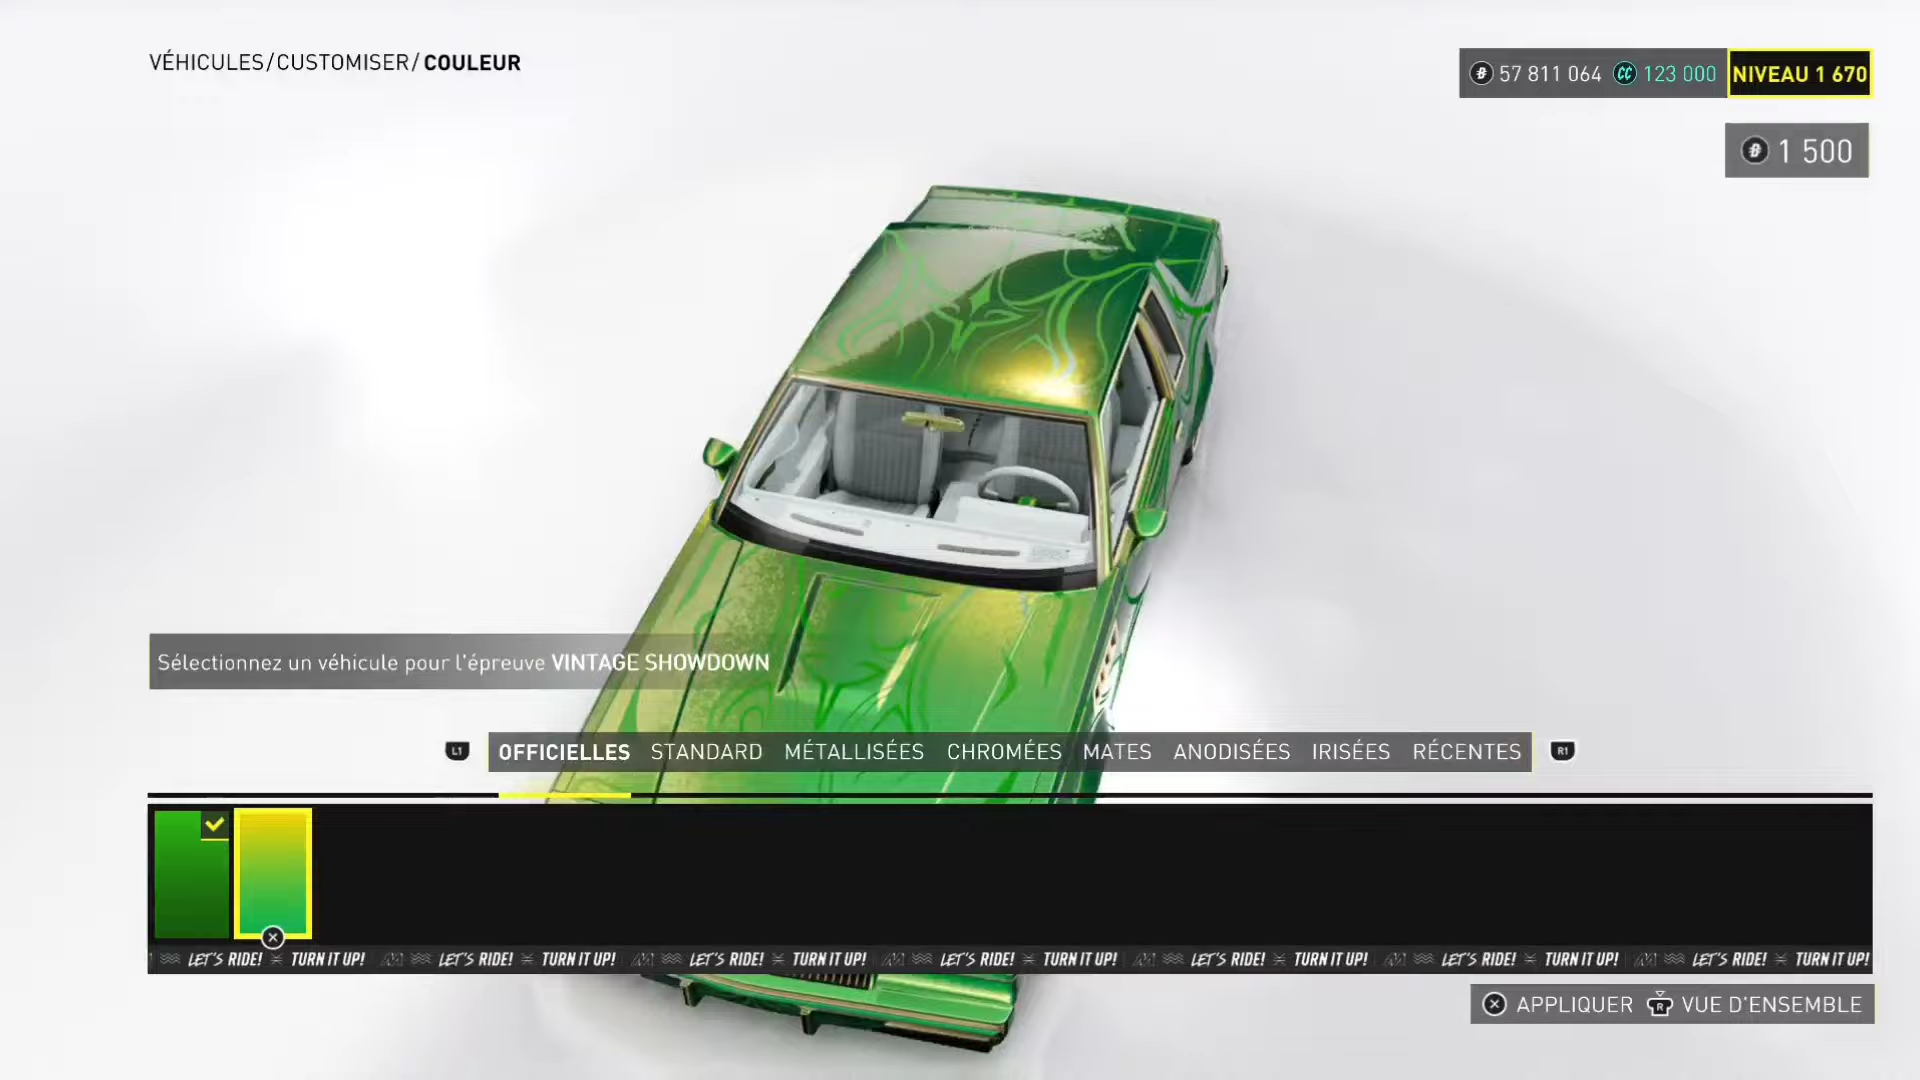 VÉHICULES/CUSTOMISER/COULEUR
57 811 064 CC 123 000 NIVEAU 1 670
1 500
Sélectionnez un véhicule pour l'épreuve VINTAGE SHOWDOWN
L1 OFFICIELLES STANDARD MÉTALLISÉES CHROMÉES MATES ANODISÉES IRISÉES RÉCENTES R1
LET'S RIDE! TURN IT UP! LET'S RIDE! TURN IT UP! LET'S RIDE! TURN IT UP! LET'S RIDE! TURN IT UP! LET'S RIDE! TURN IT UP! LET'S RIDE! TURN IT UP! LET'S RIDE! TURN IT UP!
APPLIQUER R VUE D'ENSEMBLE